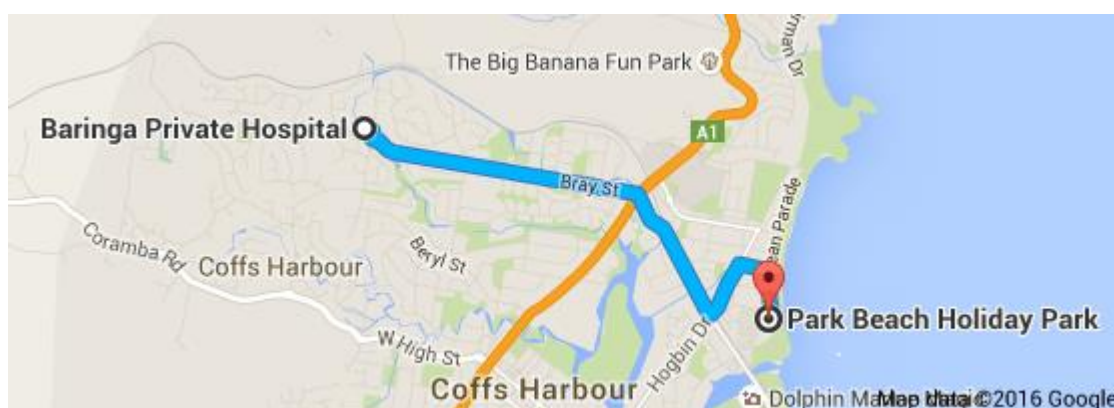 The Big Banana Fun Park
A1
Baringa Private Hospital
Bray St
Coramba Rd
Beryl St
Coffs Harbour
Park Beach Holiday Park
W High St
Hogbin Dr
Coffs Harbour
Dolphin
Map data ©2016 Google